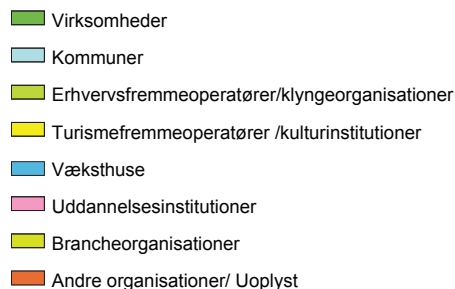 Virksomheder
Kommuner
Erhvervsfremmeoperatører/klyngeorganisationer
Turismefremmeoperatører /kulturinstitutioner
Væksthuse
Uddannelsesinstitutioner
Brancheorganisationer
Andre organisationer/ Uoplyst